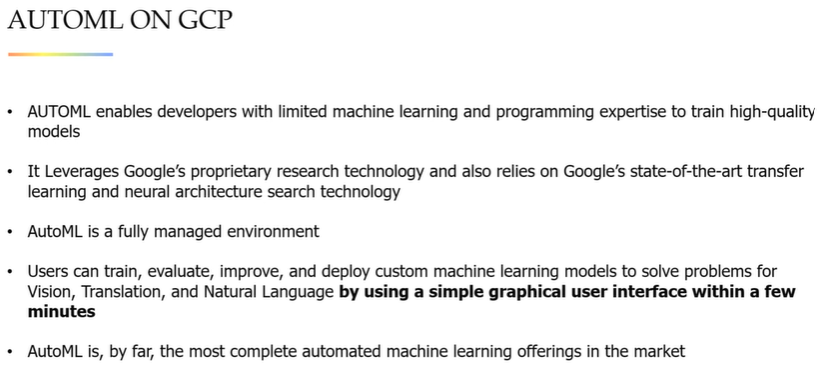 AUTOML ON GCP
• AUTOML enables developers with limited machine learning and programming expertise to train high-quality
models
• It Leverages Google's proprietary research technology and also relies on Google's state-of-the-art transfer
learning and neural architecture search technology
• AutoML is a fully managed environment
• Users can train, evaluate, improve, and deploy custom machine learning models to solve problems for
Vision, Translation, and Natural Language by using a simple graphical user interface within a few
minutes
• AutoML is, by far, the most complete automated machine learning offerings in the market